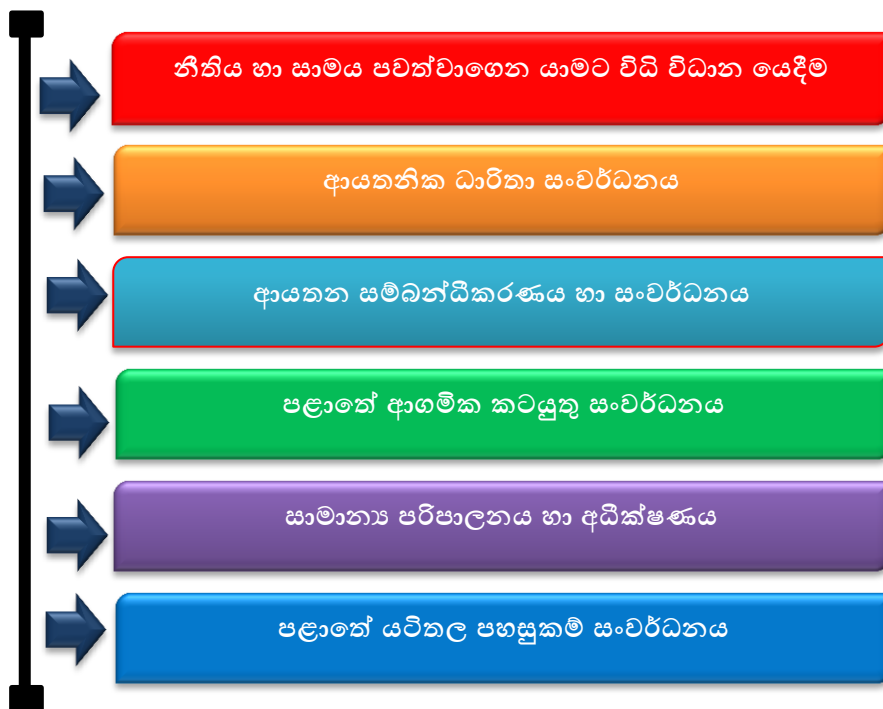 නීතිය හා සාමය පවත්වාගෙන යාමට විධි විධාන යෙදීම
ආයතනික ධාරිතා සංවර්ධනය
ආයතන සම්බන්ධීකරණය හා සංවර්ධනය
පළාතේ ආගමික කටයුතු සංවර්ධනය
සාමාන්‍ය පරිපාලනය හා අධීක්ෂණය
පළාතේ යටිතල පහසුකම් සංවර්ධනය